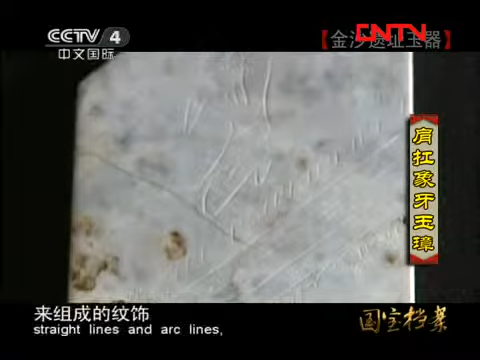 CCTV 4
中文国际
CNTV
【金沙遗址玉器】
肩扛象牙玉璋
来组成的纹饰
straight lines and arc lines,
国宝档案